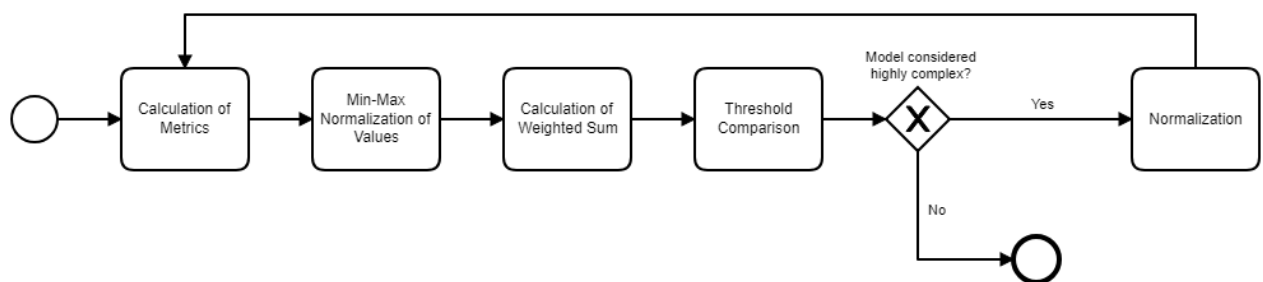 Calculation of
Metrics
Min-Max
Normalization of
Values
Calculation of
Weighted Sum
Threshold
Comparison
Model considered
highly complex?
Yes
No
Normalization